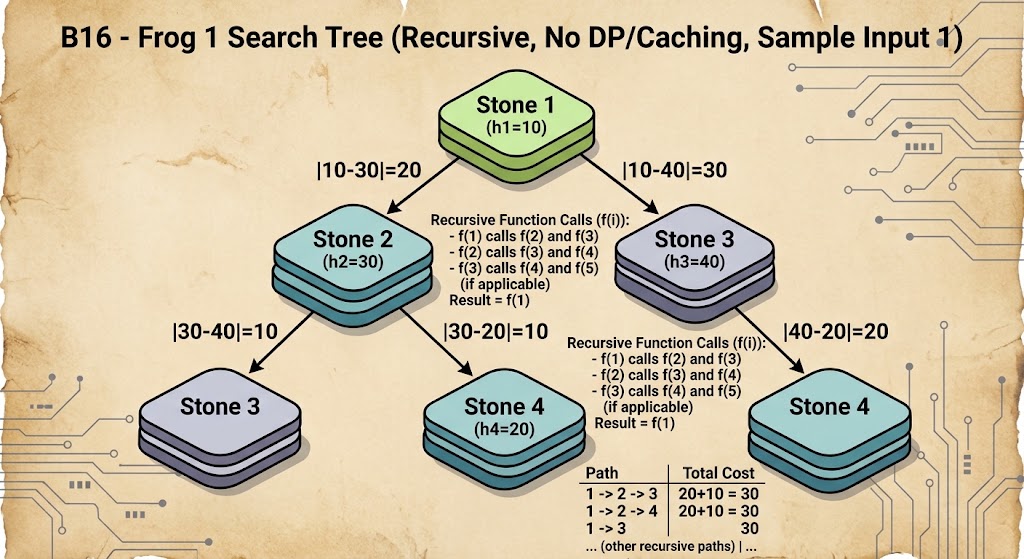 B16 - Frog 1 Search Tree (Recursive, No DP/Caching, Sample Input 1)
Stone 1
(h1=10)
|10-30|=20
|10-40|=30
Stone 2
(h2=30)
Recursive Function Calls (f(i)):
- f(1) calls f(2) and f(3)
- f(2) calls f(3) and f(4)
- f(3) calls f(4) and f(5)
(if applicable)
Result = f(1)
Stone 3
(h3=40)
|30-40|=10
|30-20|=10
|40-20|=20
Recursive Function Calls (f(i)):
- f(1) calls f(2) and f(3)
- f(2) calls f(3) and f(4)
- f(3) calls f(4) and f(5)
(if applicable)
Result = f(1)
Stone 3
Stone 4
(h4=20)
Stone 4
Path | Total Cost
1 -> 2 -> 3 | 20+10 = 30
1 -> 2 -> 4 | 20+10 = 30
1 -> 3 | 30
... (other recursive paths) | ...